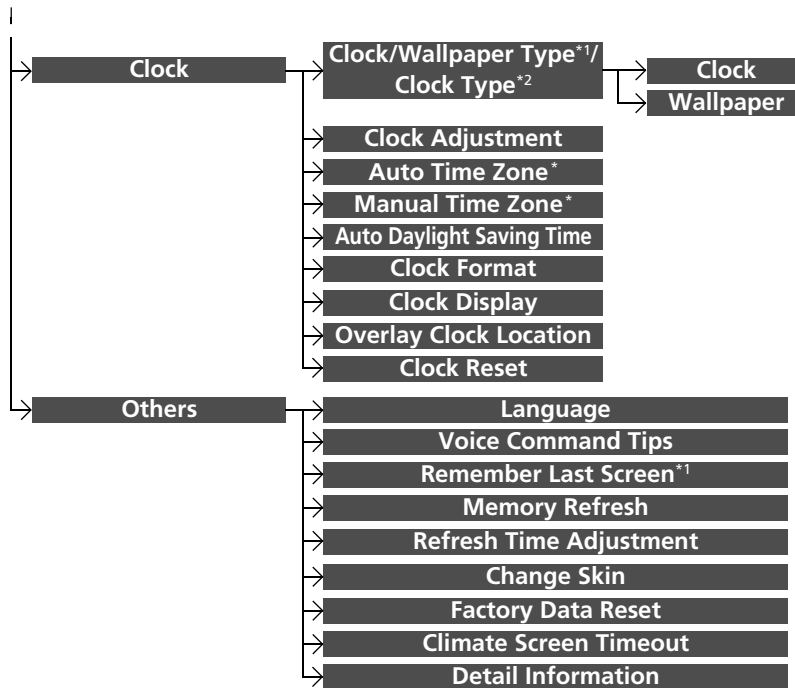 Clock
Clock/Wallpaper Type*1/
Clock Type*2
Clock
Wallpaper
Clock Adjustment
Auto Time Zone*
Manual Time Zone*
Auto Daylight Saving Time
Clock Format
Clock Display
Overlay Clock Location
Clock Reset
Others
Language
Voice Command Tips
Remember Last Screen*1
Memory Refresh
Refresh Time Adjustment
Change Skin
Factory Data Reset
Climate Screen Timeout
Detail Information